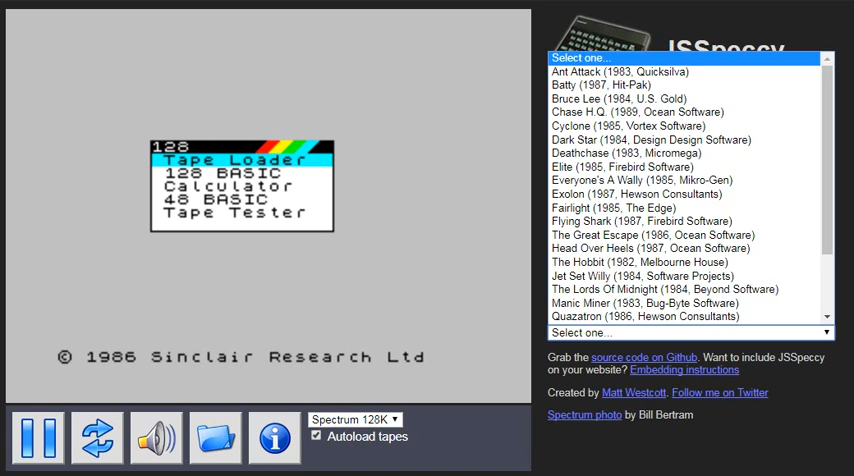 128
Tape Loader
128 BASIC
Calculator
48 BASIC
Tape Tester
© 1986 Sinclair Research Ltd
Spectrum 128K
Autoload tapes
JSSpeccy
Select one...
Ant Attack (1983, Quicksilva)
Batty (1987, Hit-Pak)
Bruce Lee (1984, U.S. Gold)
Chase H.Q. (1989, Ocean Software)
Cyclone (1985, Vortex Software)
Dark Star (1984, Design Design Software)
Deathchase (1983, Micromega)
Elite (1985, Firebird Software)
Everyone's A Wally (1985, Mikro-Gen)
Exolon (1987, Hewson Consultants)
Fairlight (1985, The Edge)
Flying Shark (1987, Firebird Software)
The Great Escape (1986, Ocean Software)
Head Over Heels (1987, Ocean Software)
The Hobbit (1982, Melbourne House)
Jet Set Willy (1984, Software Projects)
The Lords Of Midnight (1984, Beyond Software)
Manic Miner (1983, Bug-Byte Software)
Quazatron (1986, Hewson Consultants)
Select one...
Grab the source code on Github. Want to include JSSpeccy
on your website? Embedding instructions
Created by Matt Westcott. Follow me on Twitter
Spectrum photo by Bill Bertram